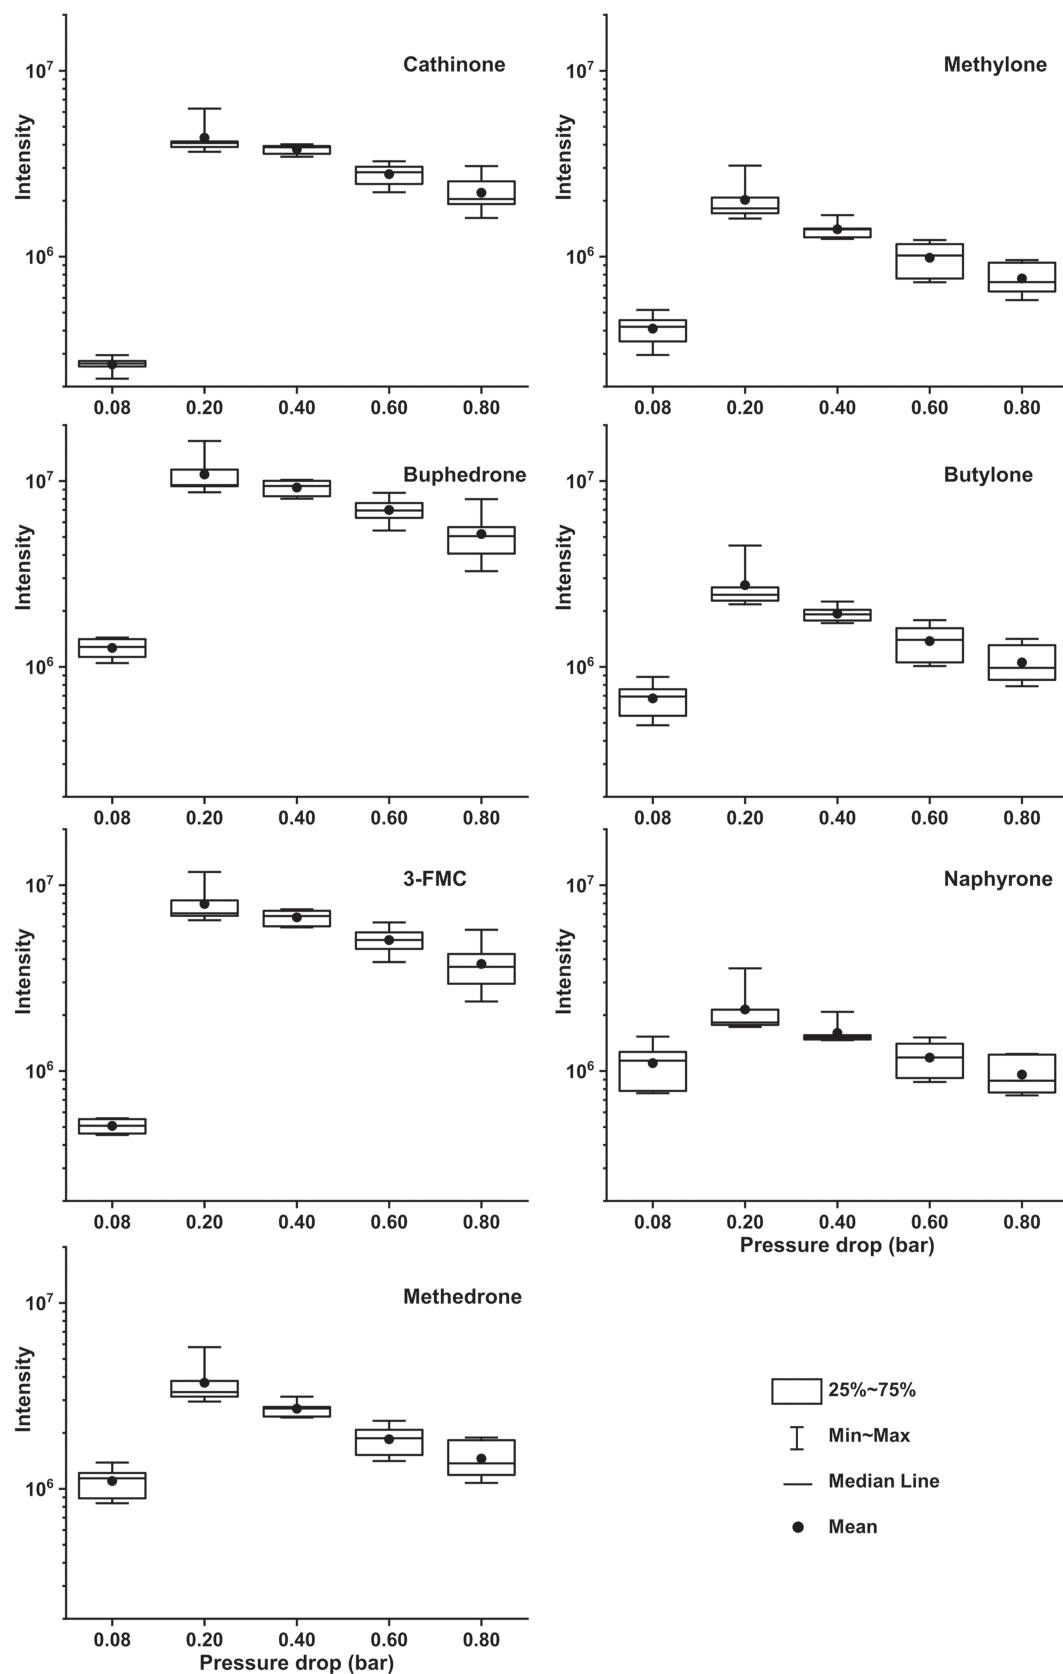 Cathinone
Intensity
10⁷
10⁶
0.08 0.20 0.40 0.60 0.80
Methylone
Intensity
10⁷
10⁶
0.08 0.20 0.40 0.60 0.80
Buphedrone
Intensity
10⁷
10⁶
0.08 0.20 0.40 0.60 0.80
Butylone
Intensity
10⁷
10⁶
0.08 0.20 0.40 0.60 0.80
3-FMC
Intensity
10⁷
10⁶
0.08 0.20 0.40 0.60 0.80
Naphyrone
Intensity
10⁷
10⁶
0.08 0.20 0.40 0.60 0.80
Pressure drop (bar)
Methedrone
Intensity
10⁷
10⁶
0.08 0.20 0.40 0.60 0.80
Pressure drop (bar)
25%~75%
Min~Max
Median Line
Mean